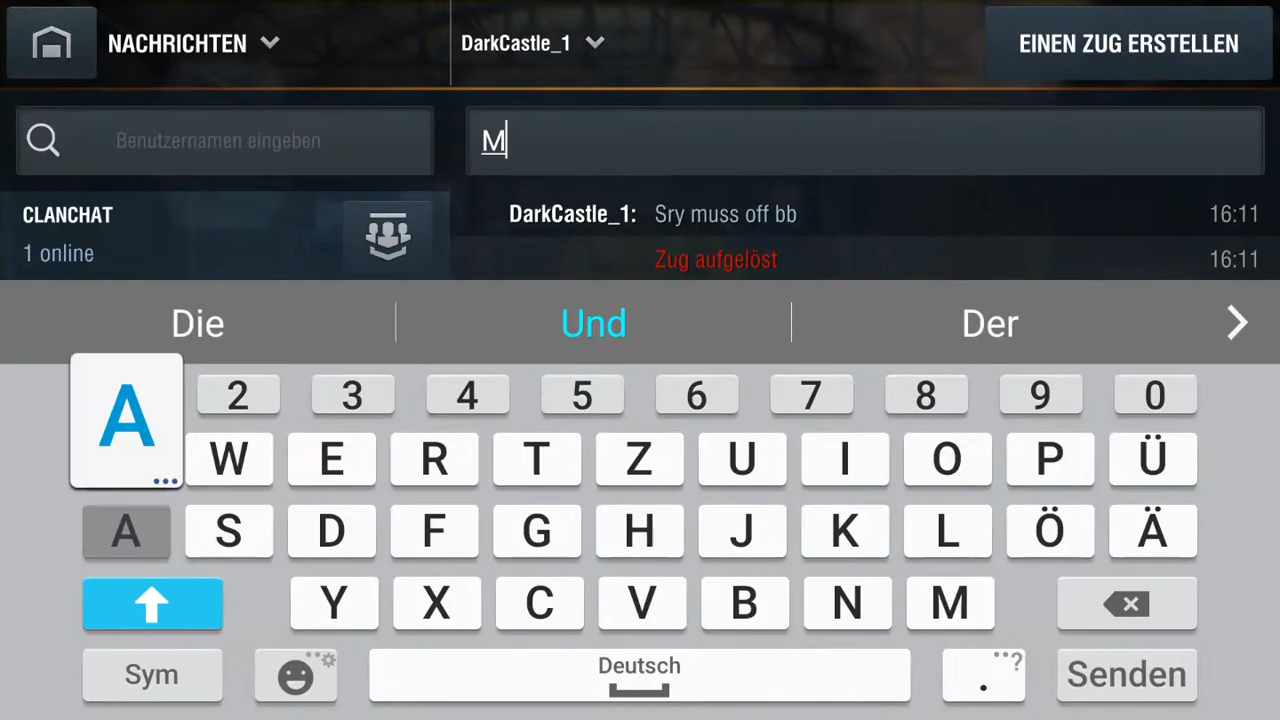 NACHRICHTEN
DarkCastle_1
EINEN ZUG ERSTELLEN
Benutzernamen eingeben
M
CLANCHAT
1 online
DarkCastle_1: Sry muss off bb 16:11
Zug aufgelöst 16:11
Die Und Der
A 2 3 4 5 6 7 8 9 0
W E R T Z U I O P Ü
A S D F G H J K L Ö Ä
Y X C V B N M
Sym Deutsch . ? Senden